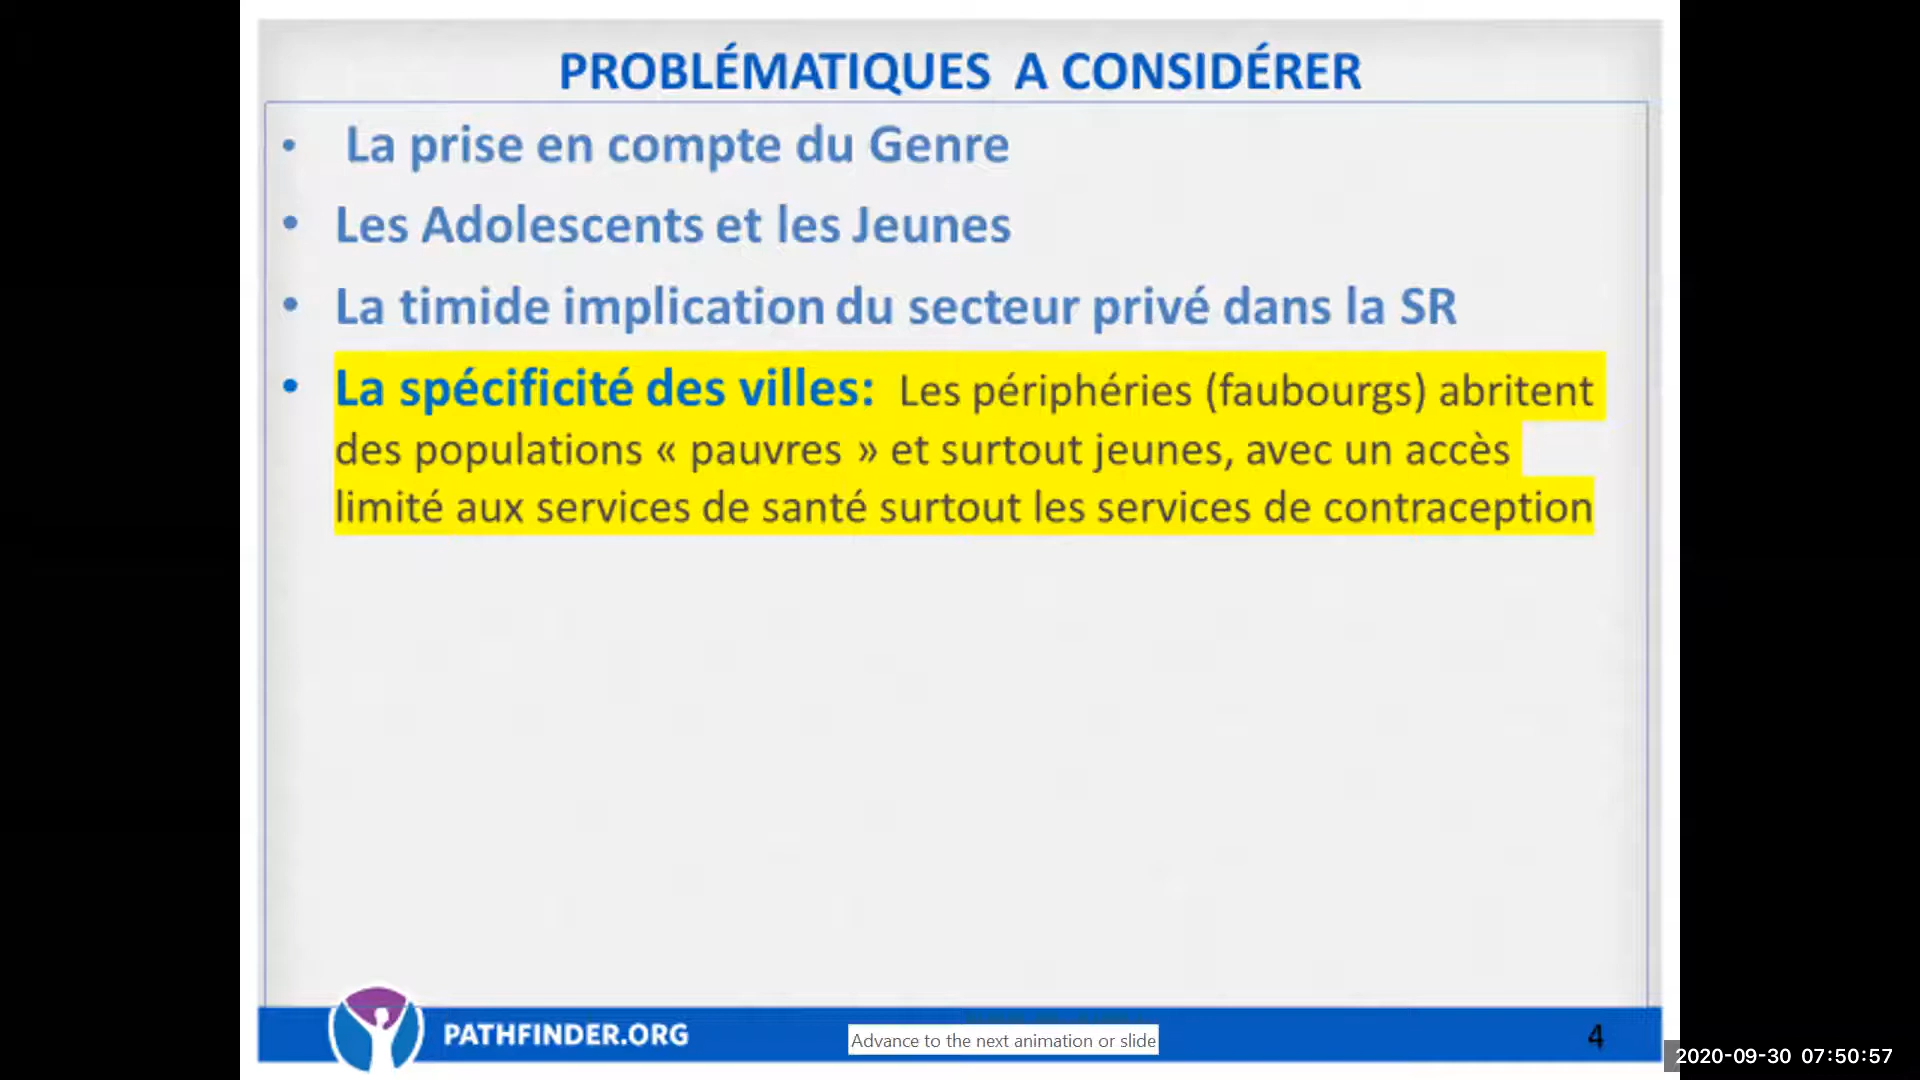 PROBLÉMATIQUES A CONSIDÉRER
• La prise en compte du Genre
• Les Adolescents et les Jeunes
• La timide implication du secteur privé dans la SR
• La spécificité des villes: Les périphéries (faubourgs) abritent
des populations « pauvres » et surtout jeunes, avec un accès
limité aux services de santé surtout les services de contraception
PATHFINDER.ORG
Advance to the next animation or slide
4
2020-09-30 07:50:57